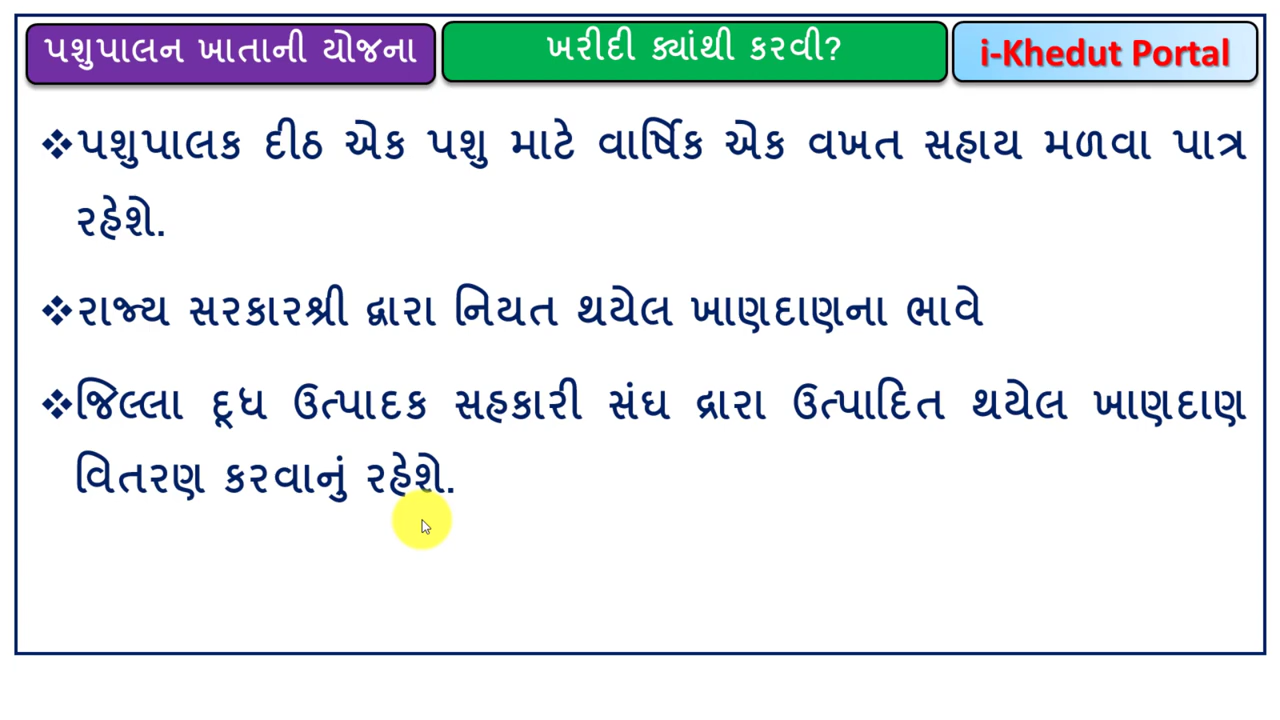 પશુપાલન ખાતાની યોજના
ખરીદી ક્યાંથી કરવી?
i-Khedut Portal
❖પશુપાલક દીઠ એક પશુ માટે વાર્ષિક એક વખત સહાય મળવા પાત્ર
રહેશે.
❖રાજ્ય સરકારશ્રી દ્વારા નિયત થયેલ ખાણદાણના ભાવે
❖જિલ્લા દૂધ ઉત્પાદક સહકારી સંઘ દ્રારા ઉત્પાદિત થયેલ ખાણદાણ
વિતરણ કરવાનું રહેશે.